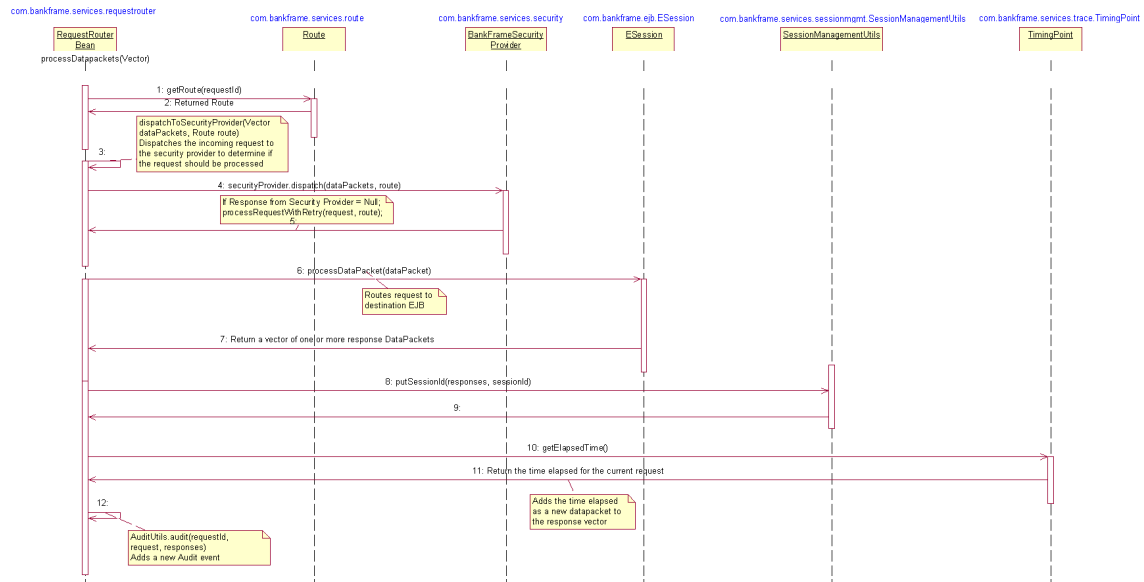 com.bankframe.services.requestrouter
com.bankframe.services.route
com.bankframe.services.security
com.bankframe.ejb.ESession
com.bankframe.services.sessionmgmt.SessionManagementUtils
com.bankframe.services.trace.TimingPoint
RequestRouter
Bean
Route
BankFrameSecurity
Provider
ESession
SessionManagementUtils
TimingPoint
processDatapackets(Vector)
1: getRoute(requestId)
2: Returned Route
dispatchToSecurityProvider(Vector
dataPackets, Route route)
Dispatches the incoming request to
the security provider to determine if
the request should be processed
3:
4: securityProvider.dispatch(dataPackets, route)
If Response from Security Provider = Null;
processRequestWithRetry(request, route);
5:
6: processDataPacket(dataPacket)
Routes request to
destination EJB
7: Return a vector of one or more response DataPackets
8: putSessionId(responses, sessionId)
9:
10: getElapsedTime()
11: Return the time elapsed for the current request
Adds the time elapsed
as a new datapacket to
the response vector
12:
AuditUtils.audit(requestId,
request, responses)
Adds a new Audit event